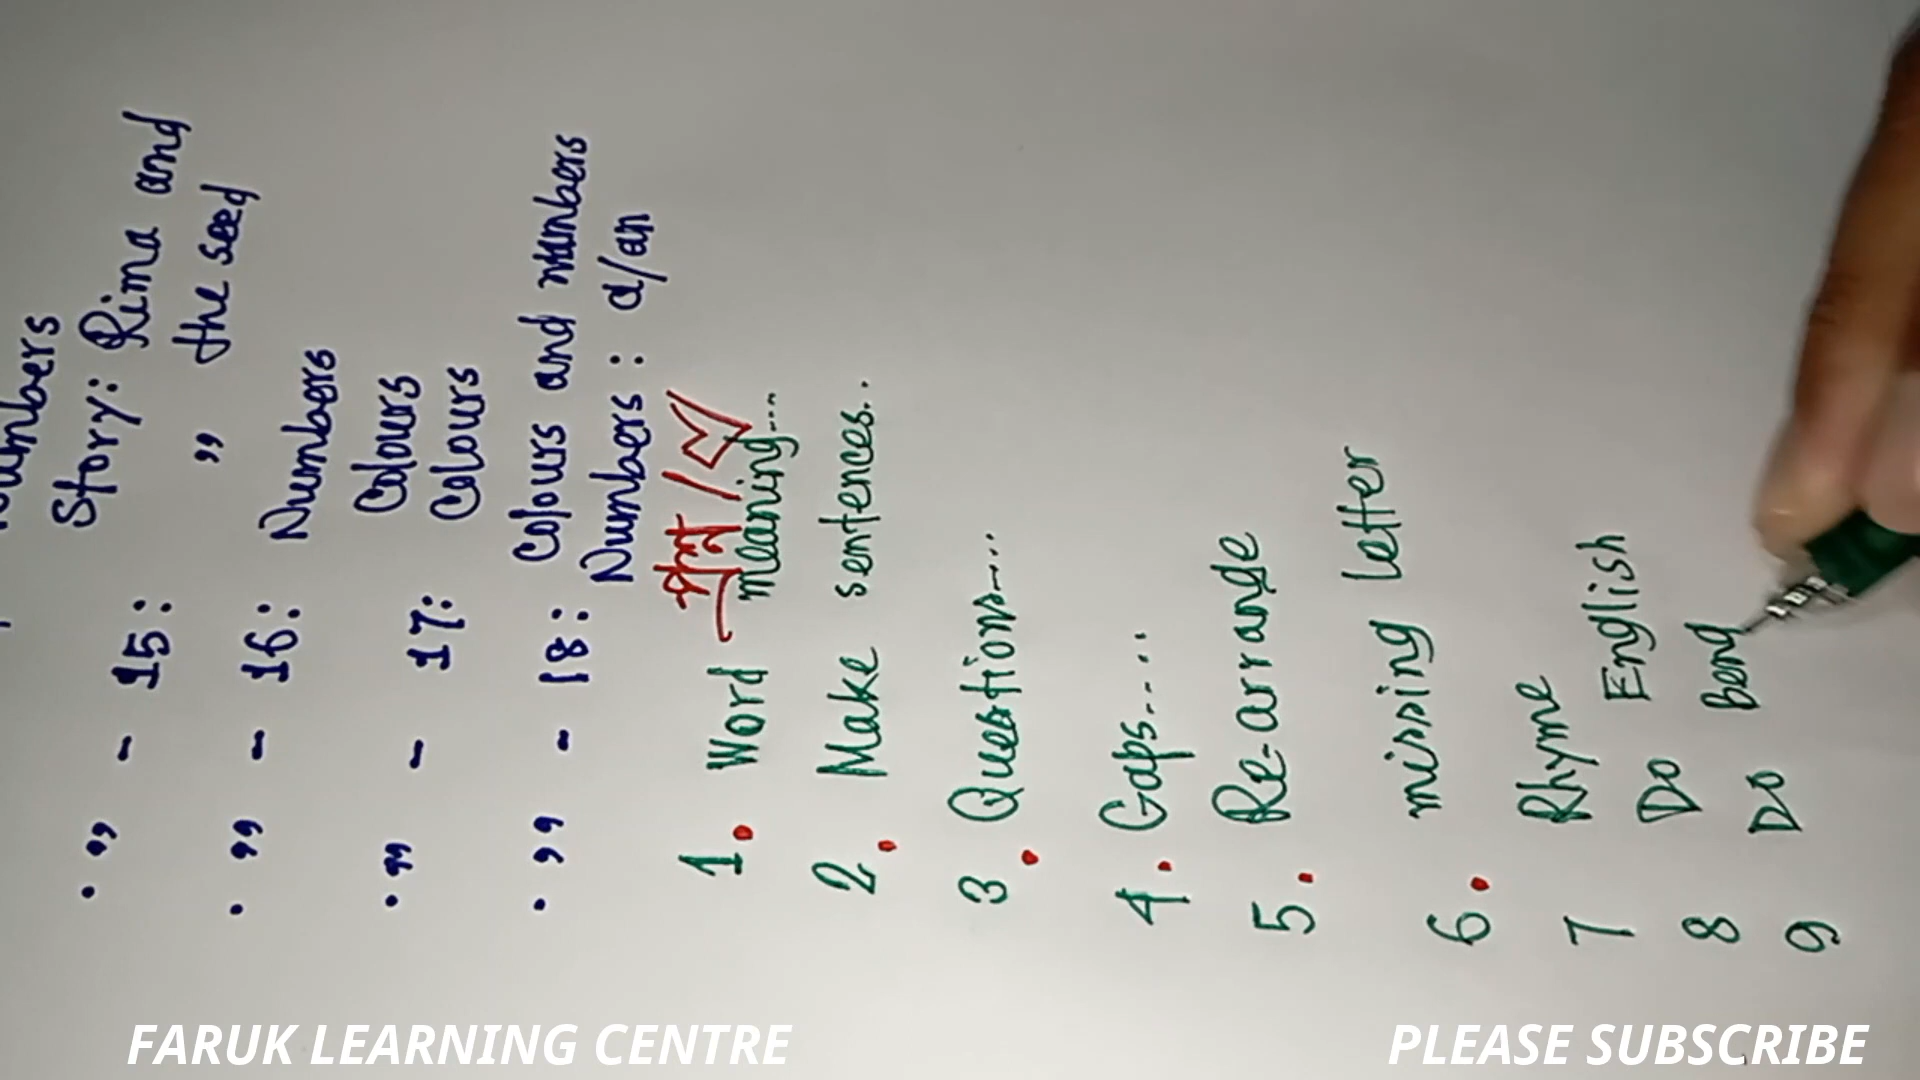 Numbers
Story: Rima and
• " - 15: " the seed
• " - 16: Numbers
Colours
• " - 17: Colours
• " - 18: Colours and numbers
Numbers : a/an
প্রশ্ন /
1. Word meaning...
2. Make sentences..
3. Questions....
4. Gaps....
5. Re-arrange
6. missing letter
7 Rhyme
8 Do English
9 Do Beng
FARUK LEARNING CENTRE
PLEASE SUBSCRIBE